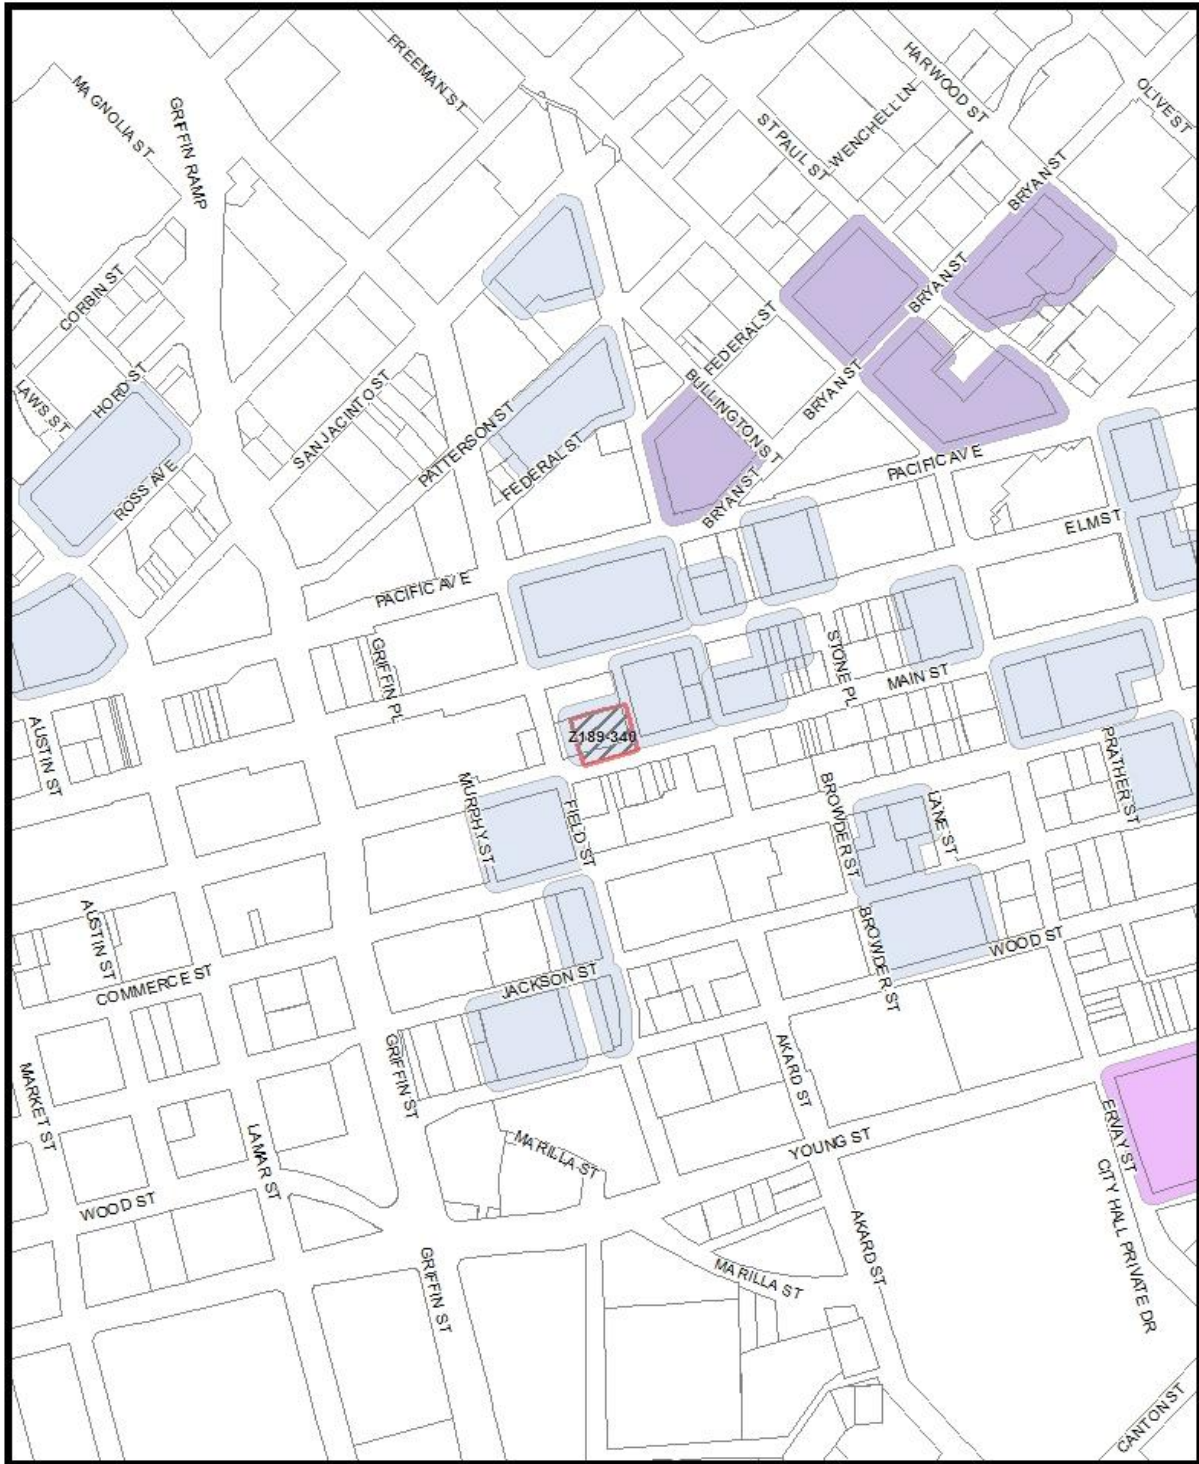 FREEMAN ST
HARWOOD ST
MAGNOLIA ST
GRIFFIN RAMP
OLIVE ST
WENCHELL LN
ST PAUL ST
BRYAN ST
CORBIN ST
BRYAN ST
FEDERAL ST
HORD ST
LAWS ST
BULLINGTON ST
BRYAN ST
SAN JACINTO ST
PATTERSON ST
FEDERAL ST
ROSS AVE
PACIFIC AVE
BRYAN ST
ELM ST
PACIFIC AVE
GRIFFIN PL
STONE PL
MAIN ST
Z189-340
AUSTIN ST
PRATHER ST
MURPHY ST
FIELD ST
BROWDER ST
LANE ST
AUSTIN ST
BROWDER ST
WOOD ST
COMMERCE ST
JACKSON ST
GRIFFIN ST
AKARD ST
MARKET ST
LAMAR ST
MARILLA ST
YOUNG ST
ERVAY ST
CITY HALL PRIVATE DR
WOOD ST
AKARD ST
GRIFFIN ST
MARILLA ST
CANTON ST